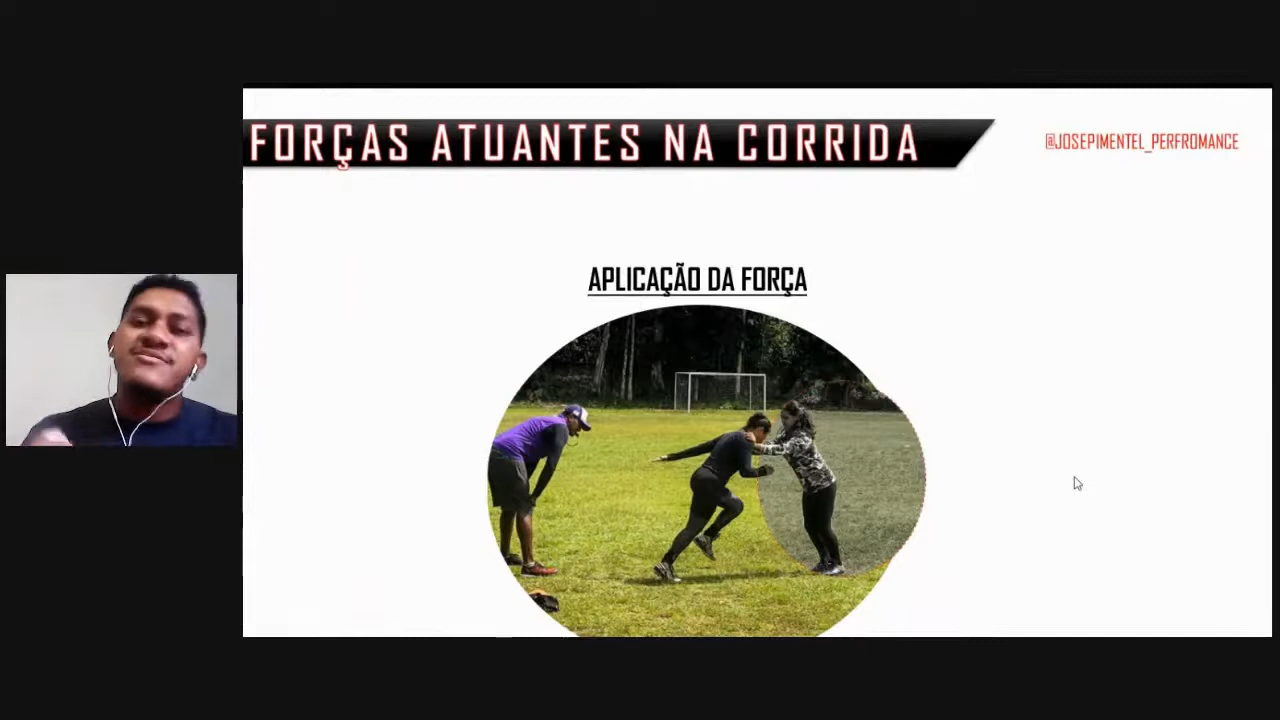 FORÇAS ATUANTES NA CORRIDA
@JOSEPIMENTEL_PERFROMANCE
APLICAÇÃO DA FORÇA